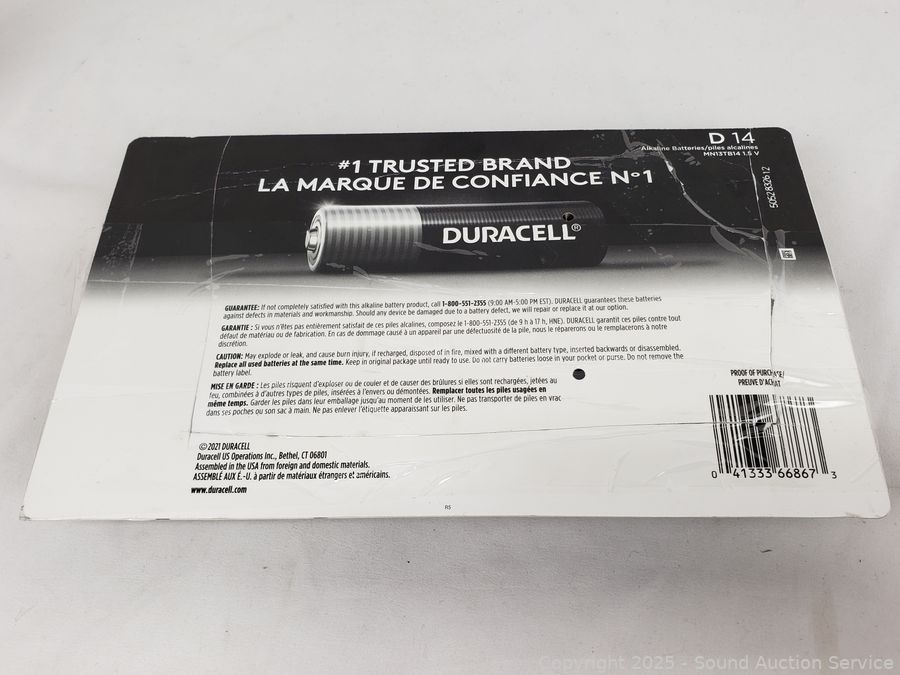 D 14
Alkaline Batteries/piles alcalines
MN13TB14 1.5 V
#1 TRUSTED BRAND
LA MARQUE DE CONFIANCE Nº1
5052832612
DURACELL®
GUARANTEE: If not completely satisfied with this alkaline battery product, call 1-800-551-2355 (9:00 AM-5:00 PM EST). DURACELL guarantees these batteries
against defects in materials and workmanship. Should any device be damaged due to a battery defect, we will repair or replace it at our option.
GARANTIE : Si vous n'êtes pas entièrement satisfait de ces piles alcalines, composez le 1-800-551-2355 (de 9 h à 17 h, HNE). DURACELL garantit ces piles contre tout
défaut de matériau ou de fabrication. En cas de dommage causé à un appareil par une défectuosité de la pile, nous le réparerons ou le remplacerons à notre
discrétion.
CAUTION: May explode or leak, and cause burn injury, if recharged, disposed of in fire, mixed with a different battery type, inserted backwards or disassembled.
Replace all used batteries at the same time. Keep in original package until ready to use. Do not carry batteries loose in your pocket or purse. Do not remove the
battery label.
MISE EN GARDE : Les piles risquent d'exploser ou de couler et de causer des brûlures si elles sont rechargées, jetées au
feu, combinées à d'autres types de piles, insérées à l'envers ou démontées. Remplacer toutes les piles usagées en
même temps. Garder les piles dans leur emballage jusqu'au moment de les utiliser. Ne pas transporter de piles en vrac
dans ses poches ou son sac à main. Ne pas enlever l'étiquette apparaissant sur les piles.
PROOF OF PURCHASE/
PREUVE D'ACHAT
0 41333 66867 3
©2021 DURACELL
Duracell US Operations Inc., Bethel, CT 06801
Assembled in the USA from foreign and domestic materials.
ASSEMBLÉ AUX É.-U. à partir de matériaux étrangers et américains.
www.duracell.com
R5
Copyright 2025 - Sound Auction Service